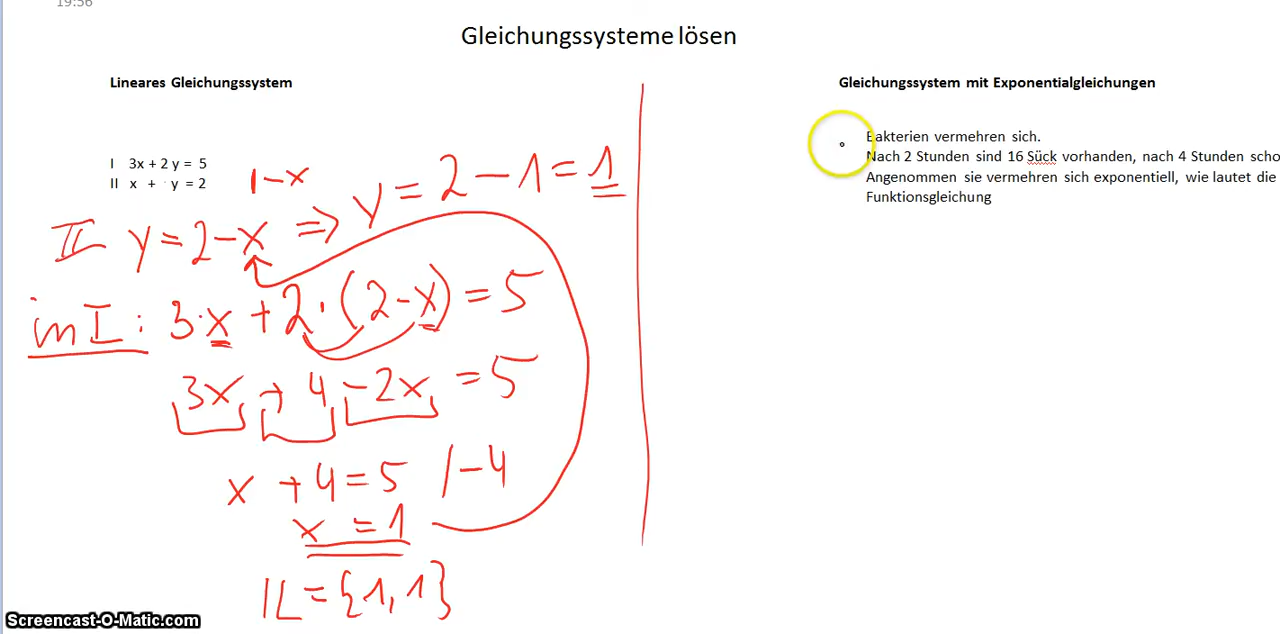 19:56
Gleichungssysteme lösen
Lineares Gleichungssystem
I 3x + 2 y = 5
II x + y = 2
| - x
II y = 2 - x => y = 2 - 1 = 1
in I : 3 · x + 2 · (2 - x) = 5
3x + 4 - 2x = 5
x + 4 = 5 / - 4
x = 1
IL = {1, 1}
Gleichungssystem mit Exponentialgleichungen
Bakterien vermehren sich.
Nach 2 Stunden sind 16 Sück vorhanden, nach 4 Stunden scho
Angenommen sie vermehren sich exponentiell, wie lautet die
Funktionsgleichung
Screencast-O-Matic.com